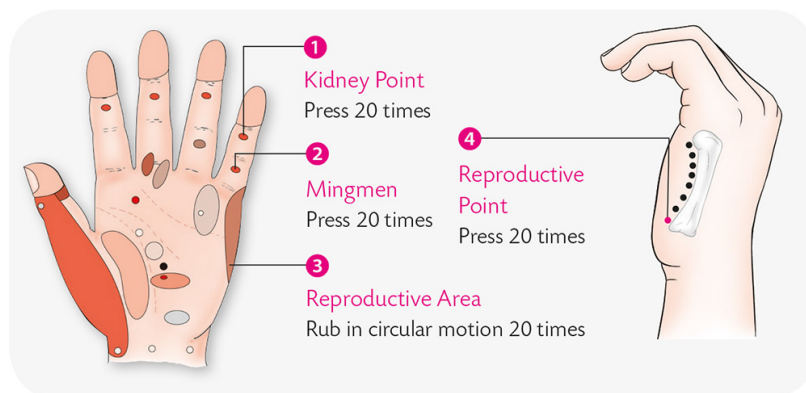 1
Kidney Point
Press 20 times
2
Mingmen
Press 20 times
3
Reproductive Area
Rub in circular motion 20 times
4
Reproductive
Point
Press 20 times